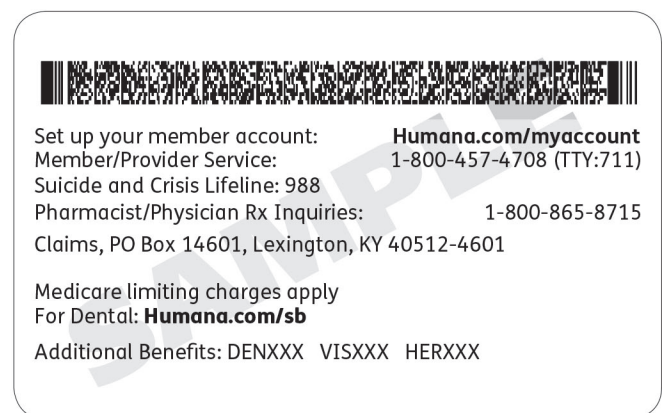 Set up your member account: Humana.com/myaccount
Member/Provider Service: 1-800-457-4708 (TTY:711)
Suicide and Crisis Lifeline: 988
Pharmacist/Physician Rx Inquiries: 1-800-865-8715
Claims, PO Box 14601, Lexington, KY 40512-4601
Medicare limiting charges apply
For Dental: Humana.com/sb
Additional Benefits: DENXXX VISXXX HERXXX
SAMPLE